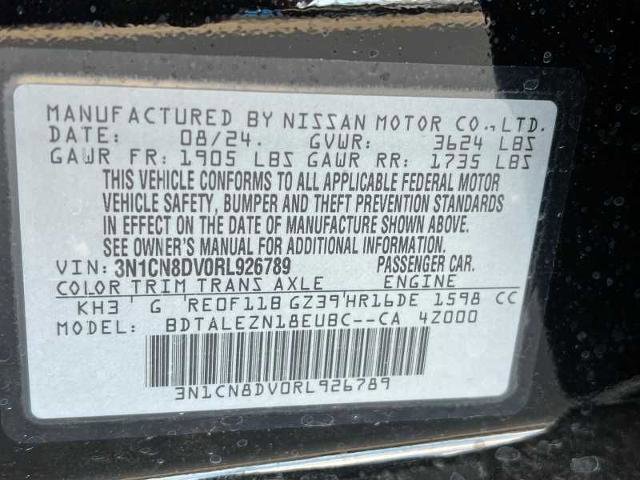 MANUFACTURED BY NISSAN MOTOR CO., LTD.
DATE: 08/24. GVWR: 3624 LBS
GAWR FR: 1905 LBS GAWR RR: 1735 LBS
THIS VEHICLE CONFORMS TO ALL APPLICABLE FEDERAL MOTOR
VEHICLE SAFETY, BUMPER AND THEFT PREVENTION STANDARDS
IN EFFECT ON THE DATE OF MANUFACTURE SHOWN ABOVE.
SEE OWNER'S MANUAL FOR ADDITIONAL INFORMATION.
VIN: 3N1CN8DV0RL926789 PASSENGER CAR.
COLOR TRIM TRANS AXLE ENGINE
KH3 G RE0F11B GZ39 HR16DE 1598 CC
MODEL: BDTALEZN18EUBC--CA 4Z000
3N1CN8DV0RL926789